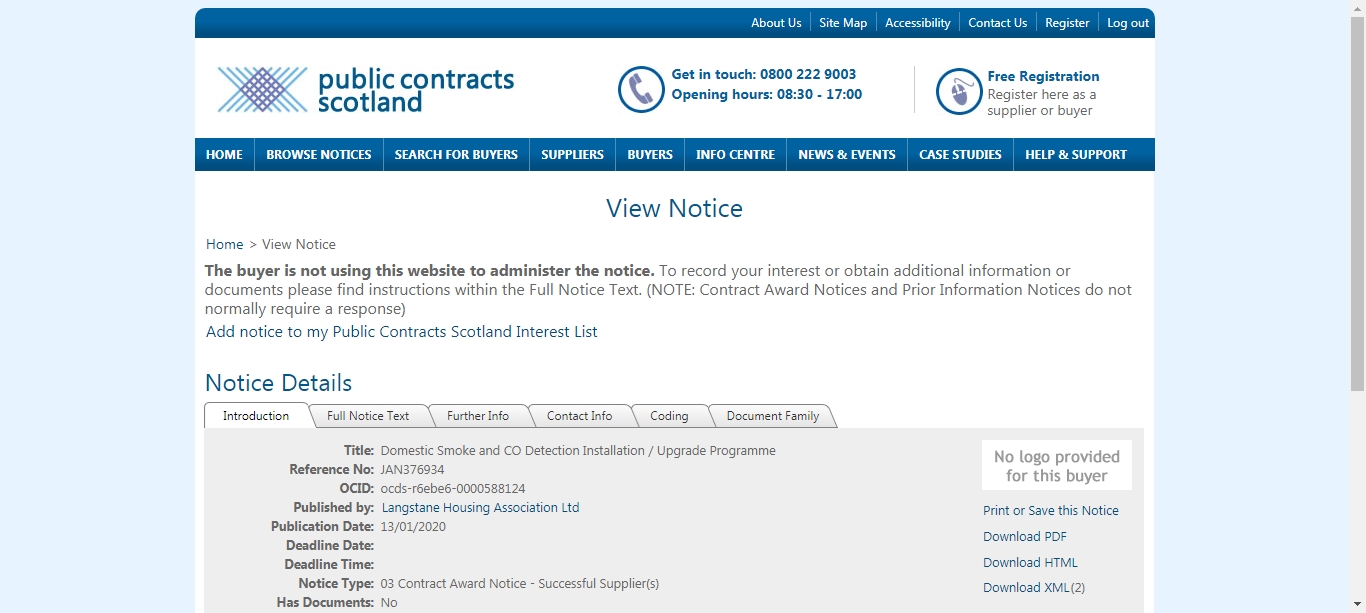 About Us Site Map Accessibility Contact Us Register Log out
public contracts
scotland
Get in touch: 0800 222 9003
Opening hours: 08:30 - 17:00
Free Registration
Register here as a
supplier or buyer
HOME BROWSE NOTICES SEARCH FOR BUYERS SUPPLIERS BUYERS INFO CENTRE NEWS & EVENTS CASE STUDIES HELP & SUPPORT
View Notice
Home > View Notice
The buyer is not using this website to administer the notice. To record your interest or obtain additional information or
documents please find instructions within the Full Notice Text. (NOTE: Contract Award Notices and Prior Information Notices do not
normally require a response)
Add notice to my Public Contracts Scotland Interest List
Notice Details
Introduction Full Notice Text Further Info Contact Info Coding Document Family
Title: Domestic Smoke and CO Detection Installation / Upgrade Programme
Reference No: JAN376934
OCID: ocds-r6ebe6-0000588124
Published by: Langstane Housing Association Ltd
Publication Date: 13/01/2020
Deadline Date:
Deadline Time:
Notice Type: 03 Contract Award Notice - Successful Supplier(s)
Has Documents: No
No logo provided
for this buyer
Print or Save this Notice
Download PDF
Download HTML
Download XML(2)